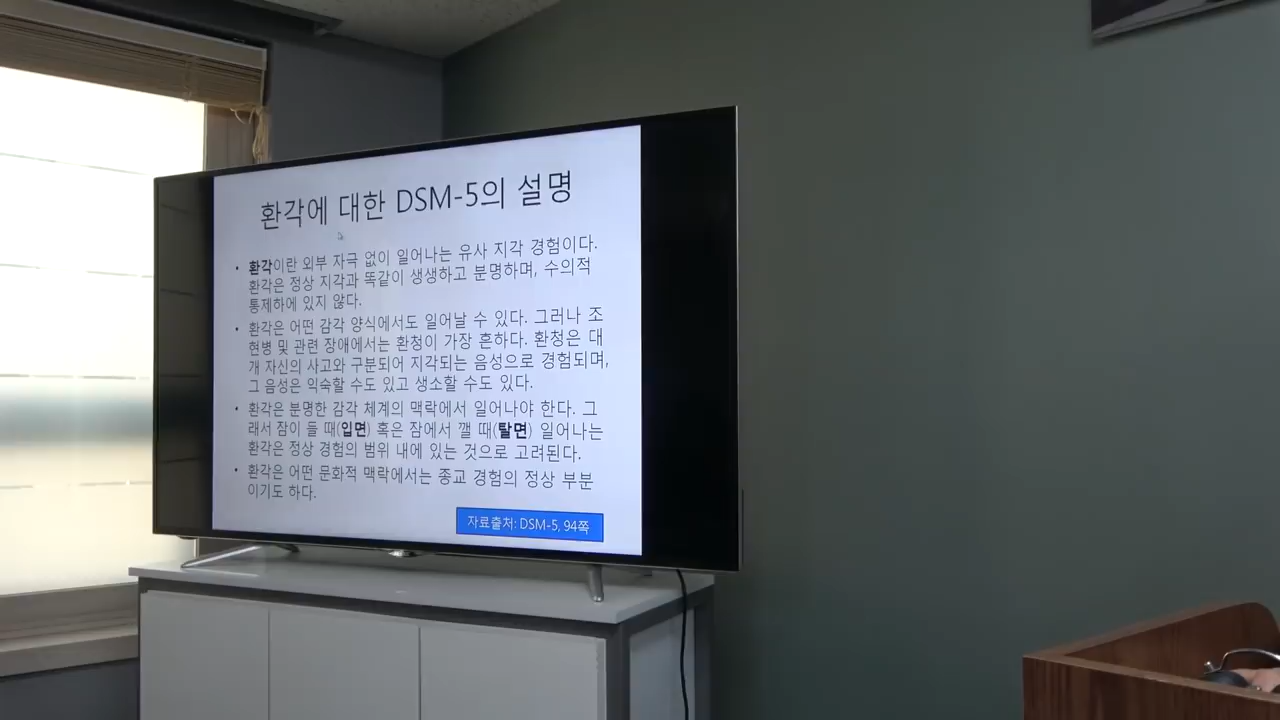 환각에 대한 DSM-5의 설명
• 환각이란 외부 자극 없이 일어나는 유사 지각 경험이다.
환각은 정상 지각과 똑같이 생생하고 분명하며, 수의적
통제하에 있지 않다.
• 환각은 어떤 감각 양식에서도 일어날 수 있다. 그러나 조
현병 및 관련 장애에서는 환청이 가장 흔하다. 환청은 대
개 자신의 사고와 구분되어 지각되는 음성으로 경험되며,
그 음성은 익숙할 수도 있고 생소할 수도 있다.
• 환각은 분명한 감각 체계의 맥락에서 일어나야 한다. 그
래서 잠이 들 때(입면) 혹은 잠에서 깰 때(탈면) 일어나는
환각은 정상 경험의 범위 내에 있는 것으로 고려된다.
• 환각은 어떤 문화적 맥락에서는 종교 경험의 정상 부분
이기도 하다.
자료출처: DSM-5, 94쪽